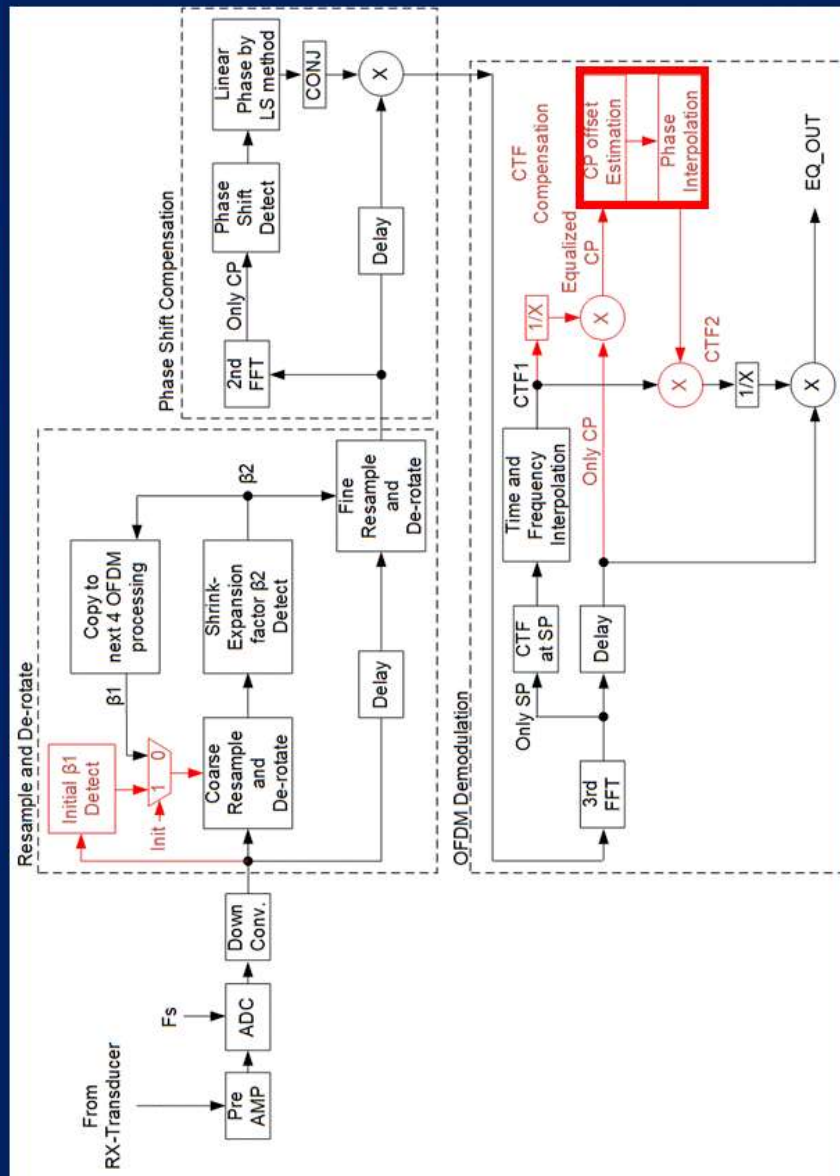 From
RX-Transducer
Pre
AMP
Fs
ADC
Down
Conv.
Resample and De-rotate
Initial β1
Detect
Init
1 0
β1
Copy to
next 4 OFDM
processing
Coarse
Resample
and
De-rotate
Shrink-
Expansion
factor β2
Detect
β2
Delay
Fine
Resample
and
De-rotate
Phase Shift Compensation
2nd
FFT
Only CP
Phase
Shift
Detect
Linear
Phase by
LS method
CONJ
X
Delay
OFDM Demodulation
3rd
FFT
Only SP
CTF
at SP
Delay
Time and
Frequency
Interpolation
CTF1
Only CP
1/X
X
Equalized
CP
CTF
Compensation
CP offset
Estimation
Phase
Interpolation
X
CTF2
1/X
X
EQ_OUT